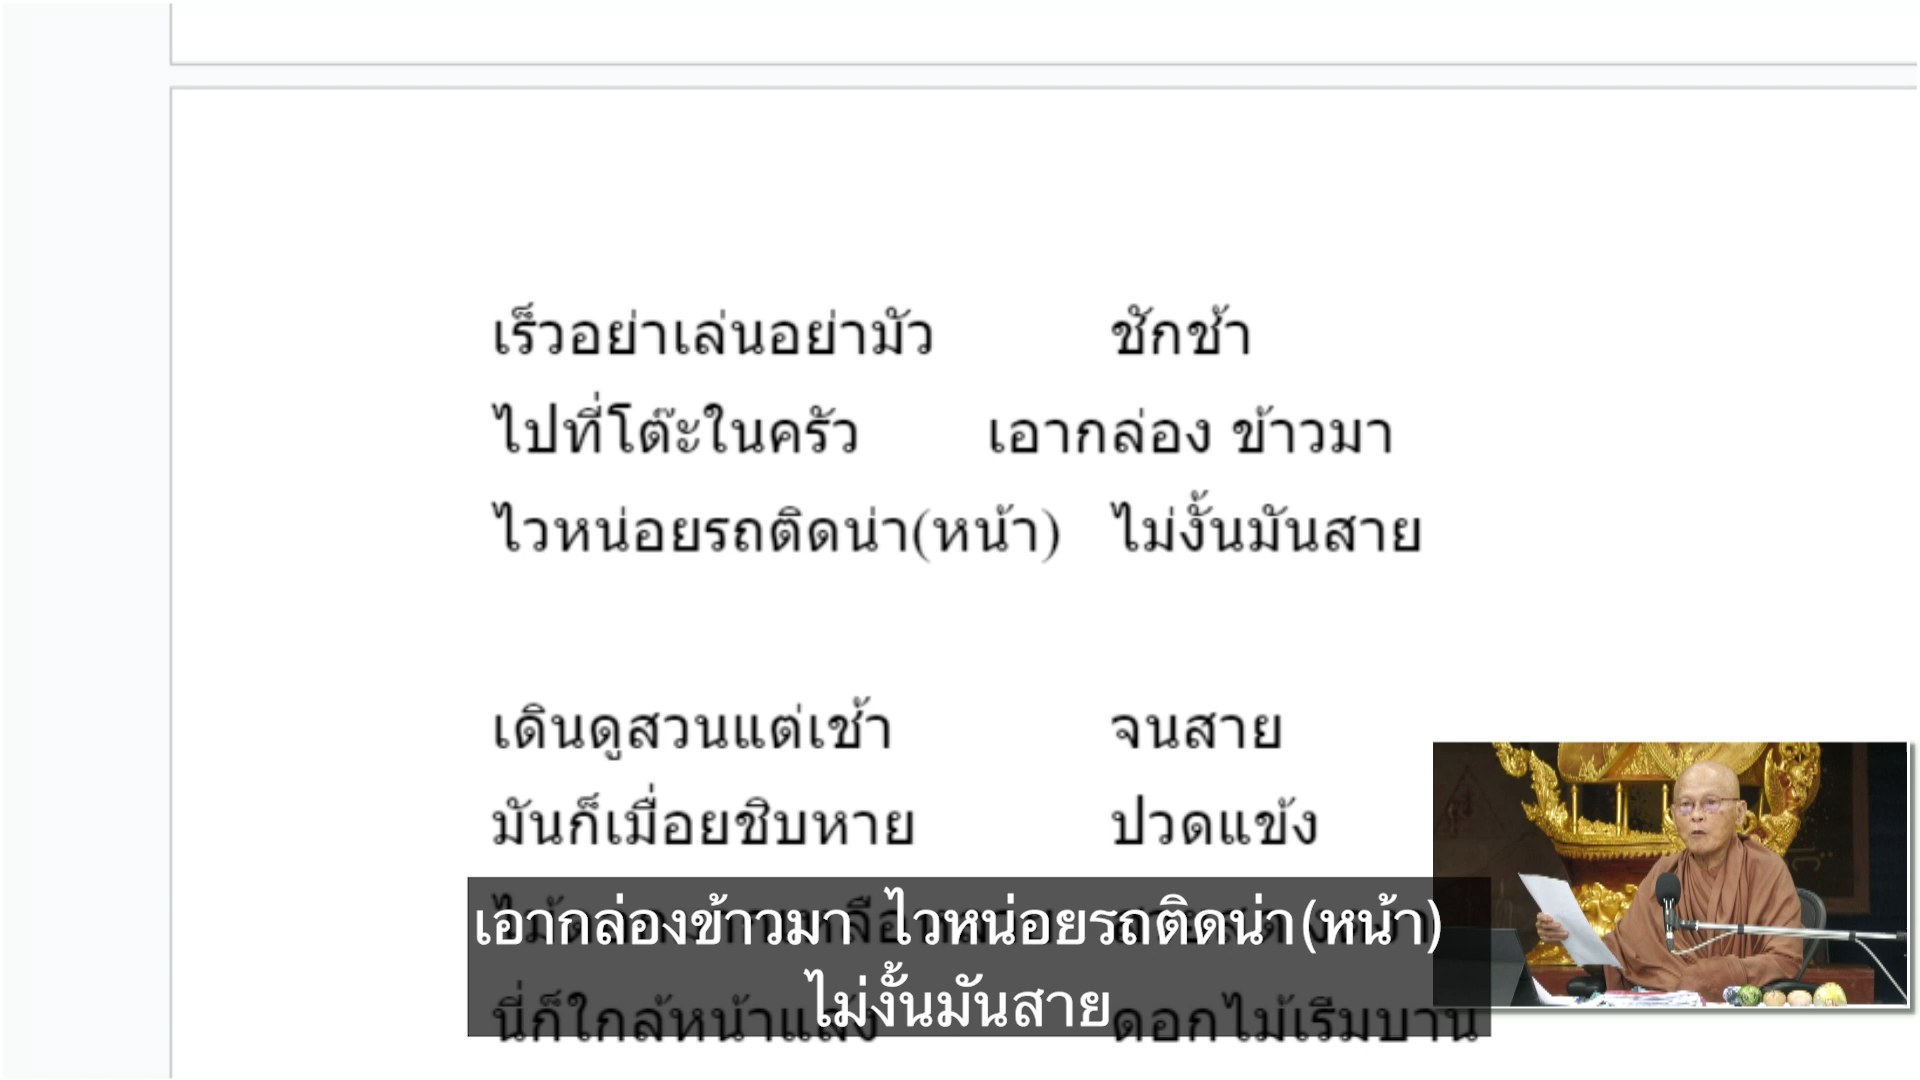 เร็วอย่าเล่นอย่ามัว ชักช้า
ไปที่โต๊ะในครัว เอากล่อง ข้าวมา
ไวหน่อยรถติดน่า(หน้า) ไม่งั้นมันสาย
เดินดูสวนแต่เช้า จนสาย
มันก็เมื่อยชิบหาย ปวดแข้ง
เอากล่องข้าวมา ไวหน่อยรถติดน่า(หน้า)
ไม่งั้นมันสาย
นี่ก็ใกล้หน้าแล้ง ดอกไม้เริ่มบาน